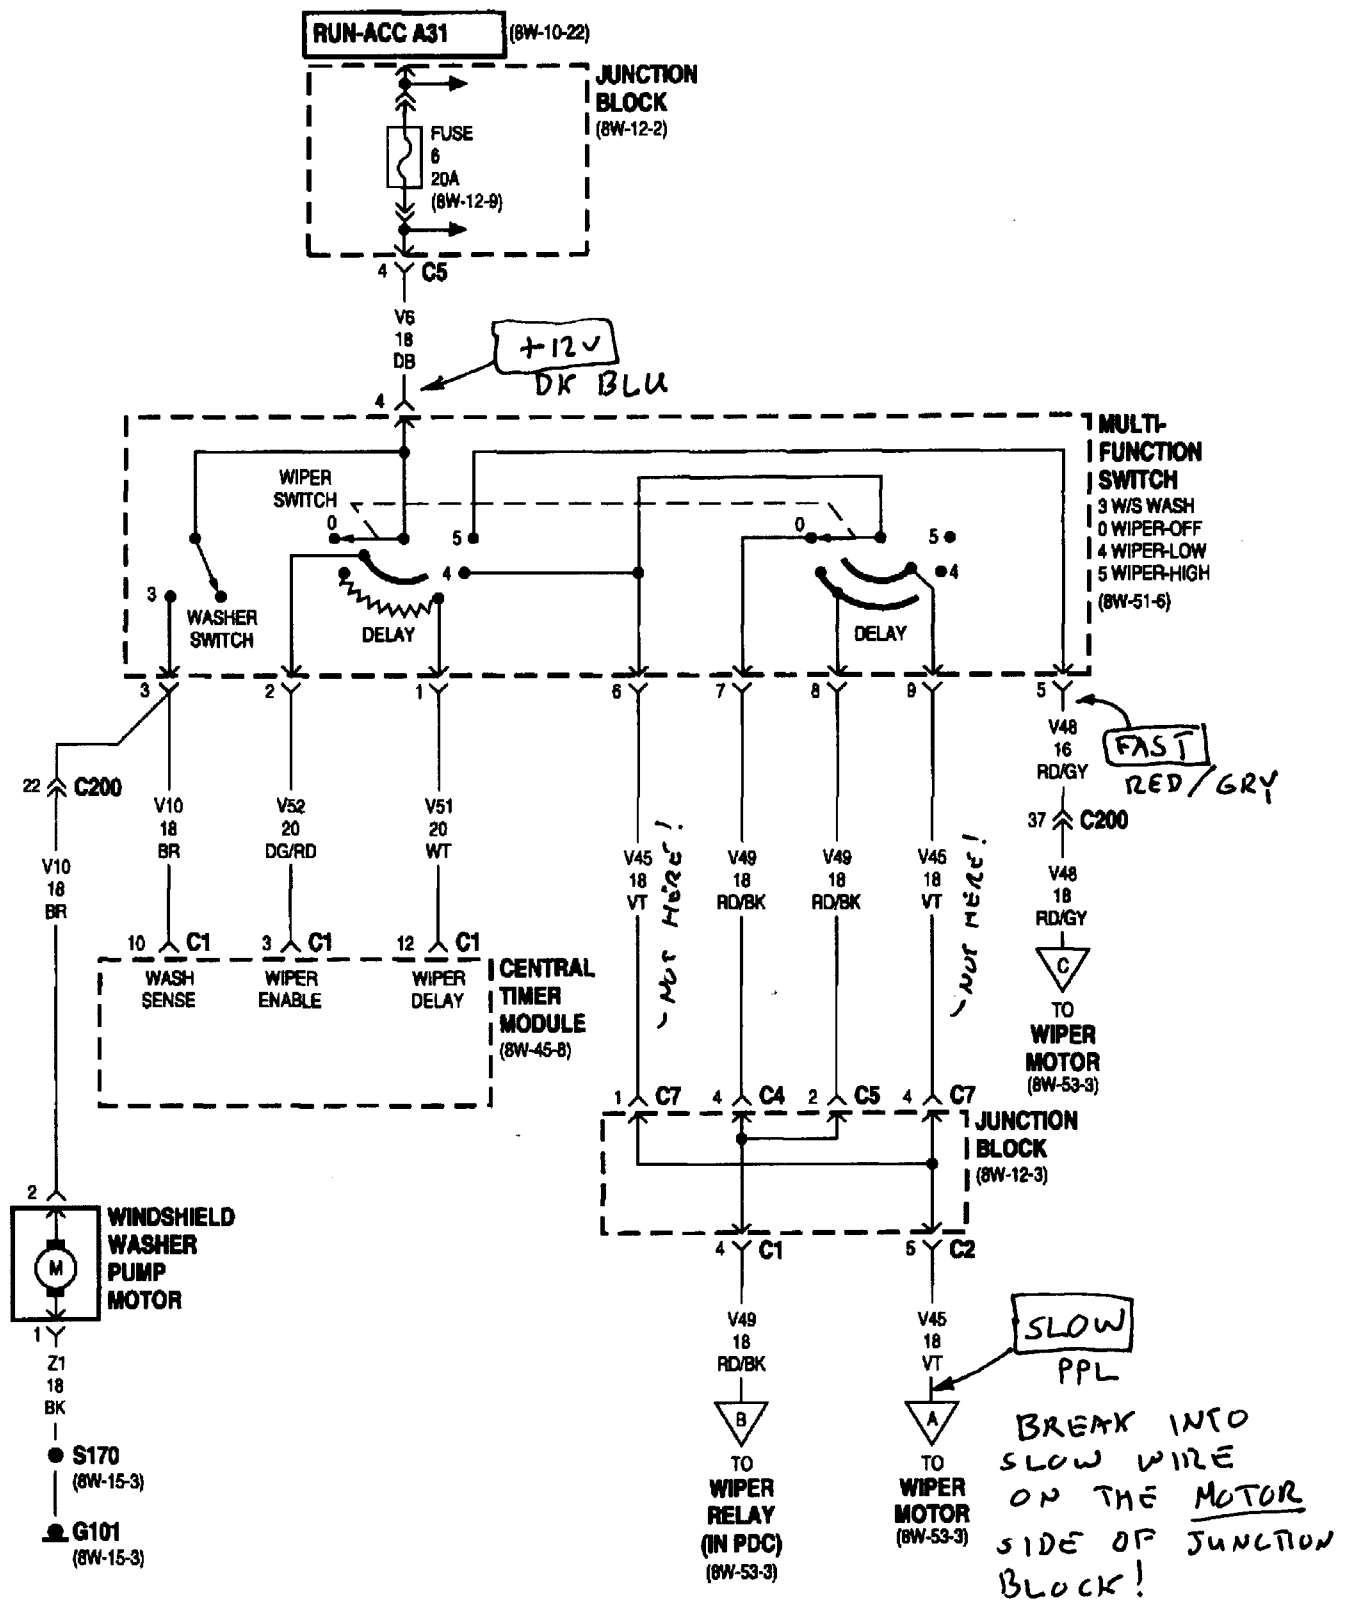 RUN-ACC A31
(8W-10-22)
JUNCTION
BLOCK
(8W-12-2)
FUSE
6
20A
(8W-12-9)
4
C5
V6
18
DB
+12V
DK BLU
4
MULTI-
FUNCTION
SWITCH
3 W/S WASH
0 WIPER-OFF
4 WIPER-LOW
5 WIPER-HIGH
(8W-51-6)
WIPER
SWITCH
0
5
4
3
WASHER
SWITCH
DELAY
0
5
4
DELAY
3
2
1
6
7
8
9
5
V48
16
RD/GY
FAST
RED/GRY
22
C200
37
C200
V10
18
BR
V10
18
BR
V52
20
DG/RD
V51
20
WT
V45
18
VT
~ NOT HERE!
V49
18
RD/BK
V49
18
RD/BK
V45
18
VT
~ NOT HERE!
V48
18
RD/GY
C
TO
WIPER
MOTOR
(8W-53-3)
10
C1
3
C1
12
C1
WASH
SENSE
WIPER
ENABLE
WIPER
DELAY
CENTRAL
TIMER
MODULE
(8W-45-8)
1
C7
4
C4
2
C5
4
C7
JUNCTION
BLOCK
(8W-12-3)
4
C1
5
C2
2
WINDSHIELD
WASHER
PUMP
MOTOR
M
1
Z1
18
BK
S170
(8W-15-3)
G101
(8W-15-3)
V49
18
RD/BK
B
TO
WIPER
RELAY
(IN PDC)
(8W-53-3)
V45
18
VT
A
TO
WIPER
MOTOR
(8W-53-3)
SLOW
PPL
BREAK INTO
SLOW WIRE
ON THE MOTOR
SIDE OF JUNCTION
BLOCK!